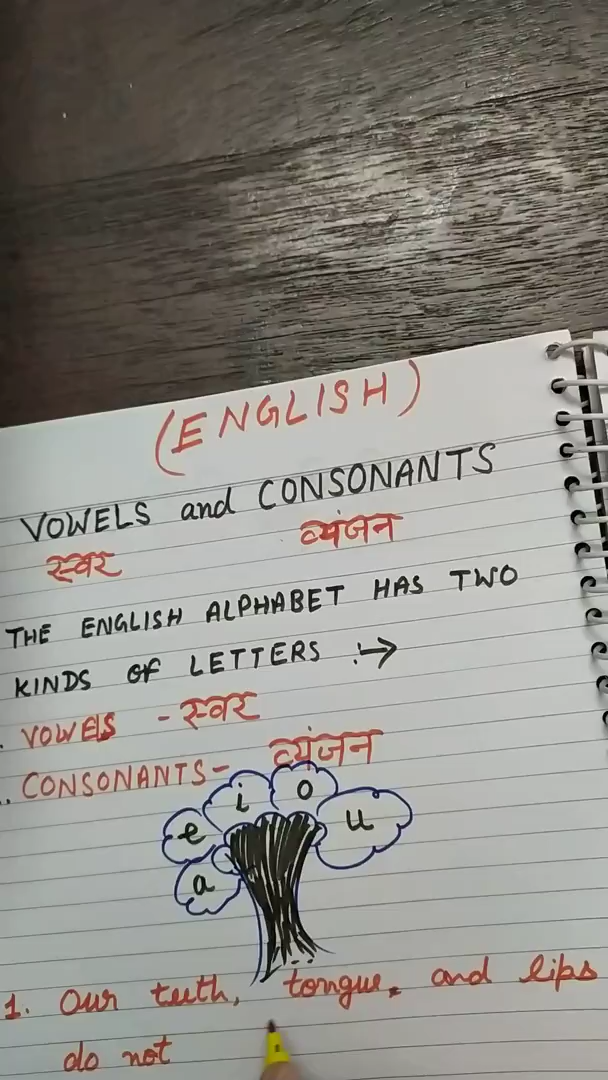 (ENGLISH)
VOWELS and CONSONANTS
स्वर व्यंजन
THE ENGLISH ALPHABET HAS TWO
KINDS OF LETTERS :→
. VOWELS - स्वर
.. CONSONANTS- व्यंजन
a e i o u
1. Our teeth, tongue, and lips
do not